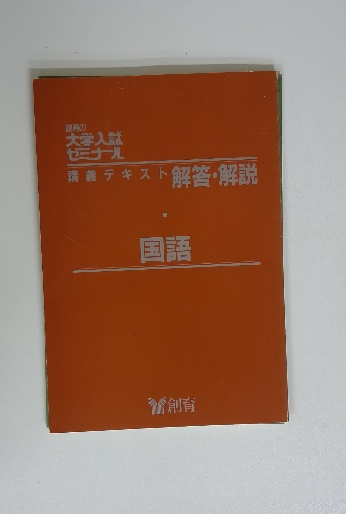 創育の
大学入試
ゼミナール
講義テキスト 解答・解説
国語
創育